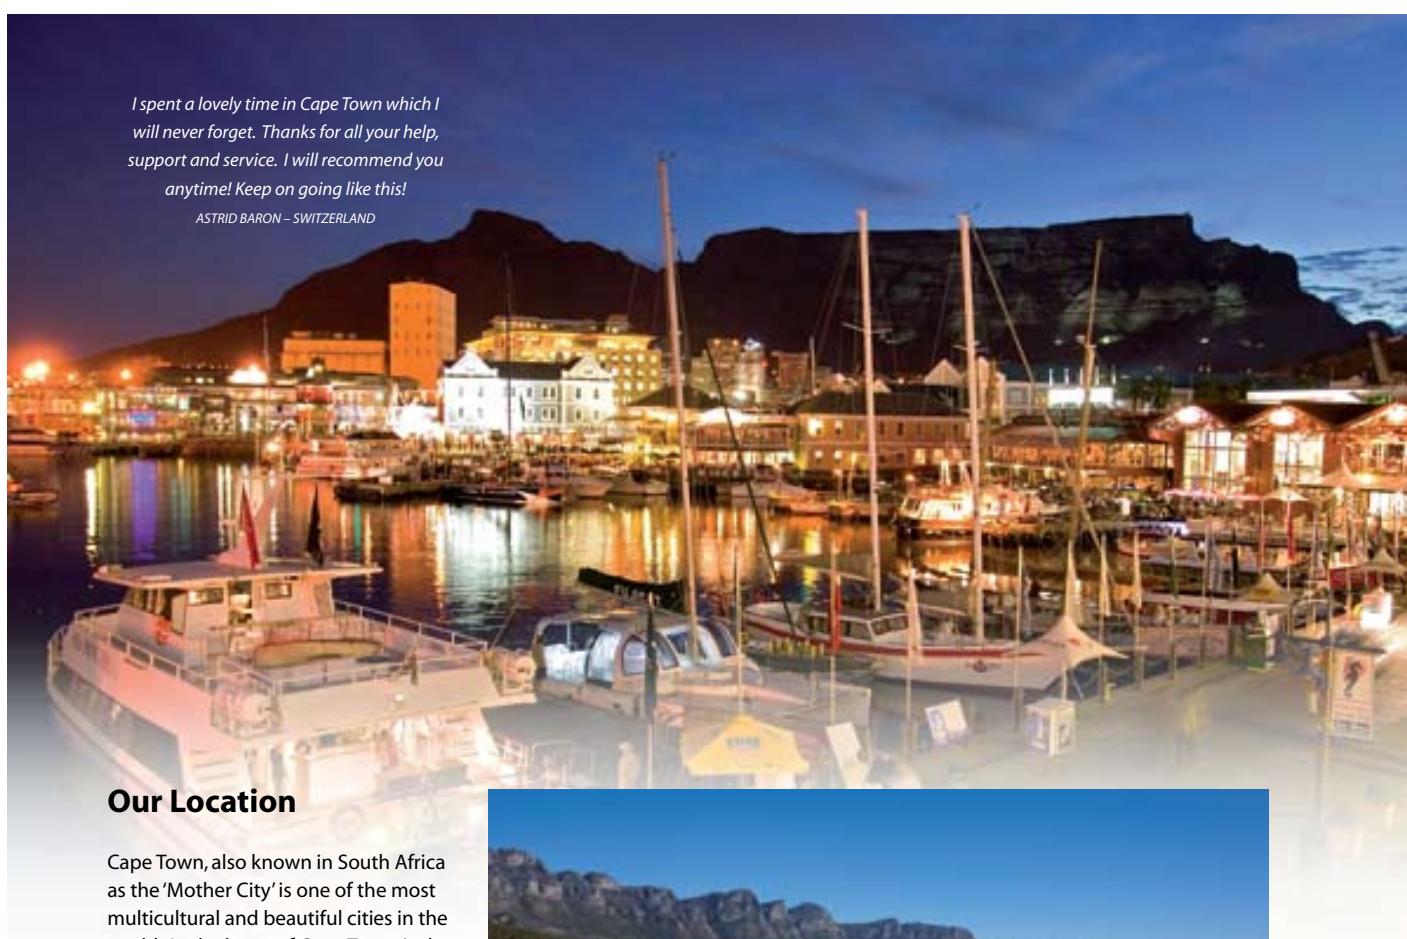 I spent a lovely time in Cape Town which I
will never forget. Thanks for all your help,
support and service. I will recommend you
anytime! Keep on going like this!
ASTRID BARON – SWITZERLAND
Our Location
Cape Town, also known in South Africa
as the ‘Mother City’ is one of the most
multicultural and beautiful cities in the